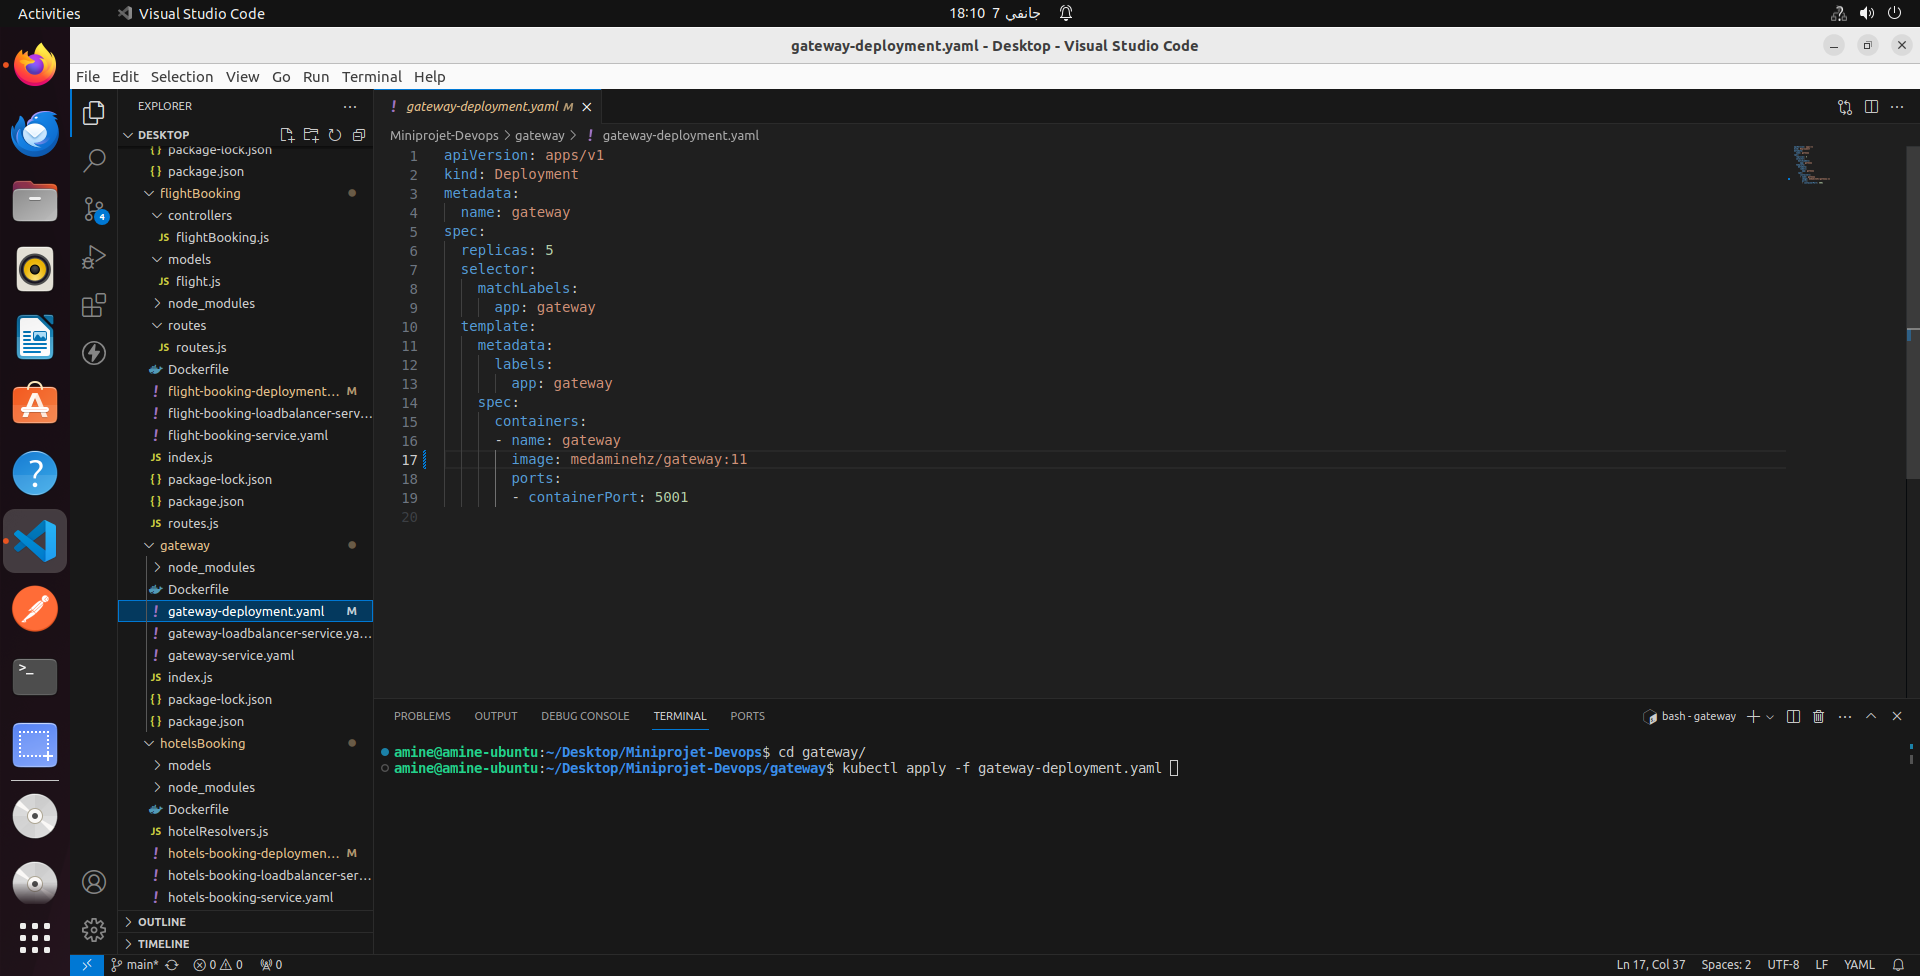 Activities
Visual Studio Code
18:10 7 جانفي
gateway-deployment.yaml - Desktop - Visual Studio Code
File Edit Selection View Go Run Terminal Help
EXPLORER
DESKTOP
package-lock.json
package.json
flightBooking
controllers
JS flightBooking.js
models
JS flight.js
node_modules
routes
JS routes.js
Dockerfile
! flight-booking-deployment... M
! flight-booking-loadbalancer-serv...
! flight-booking-service.yaml
JS index.js
{} package-lock.json
{} package.json
JS routes.js
gateway
node_modules
Dockerfile
! gateway-deployment.yaml M
! gateway-loadbalancer-service.ya...
! gateway-service.yaml
JS index.js
{} package-lock.json
{} package.json
hotelsBooking
models
node_modules
Dockerfile
JS hotelResolvers.js
! hotels-booking-deploymen... M
! hotels-booking-loadbalancer-ser...
! hotels-booking-service.yaml
OUTLINE
TIMELINE
4
! gateway-deployment.yaml M
Miniprojet-Devops > gateway > ! gateway-deployment.yaml
1 apiVersion: apps/v1
2 kind: Deployment
3 metadata:
4 name: gateway
5 spec:
6 replicas: 5
7 selector:
8 matchLabels:
9 app: gateway
10 template:
11 metadata:
12 labels:
13 app: gateway
14 spec:
15 containers:
16 - name: gateway
17 image: medaminehz/gateway:11
18 ports:
19 - containerPort: 5001
20
PROBLEMS OUTPUT DEBUG CONSOLE TERMINAL PORTS
bash - gateway
amine@amine-ubuntu:~/Desktop/Miniprojet-Devops$ cd gateway/
amine@amine-ubuntu:~/Desktop/Miniprojet-Devops/gateway$ kubectl apply -f gateway-deployment.yaml
main* 0 0 0
Ln 17, Col 37 Spaces: 2 UTF-8 LF YAML